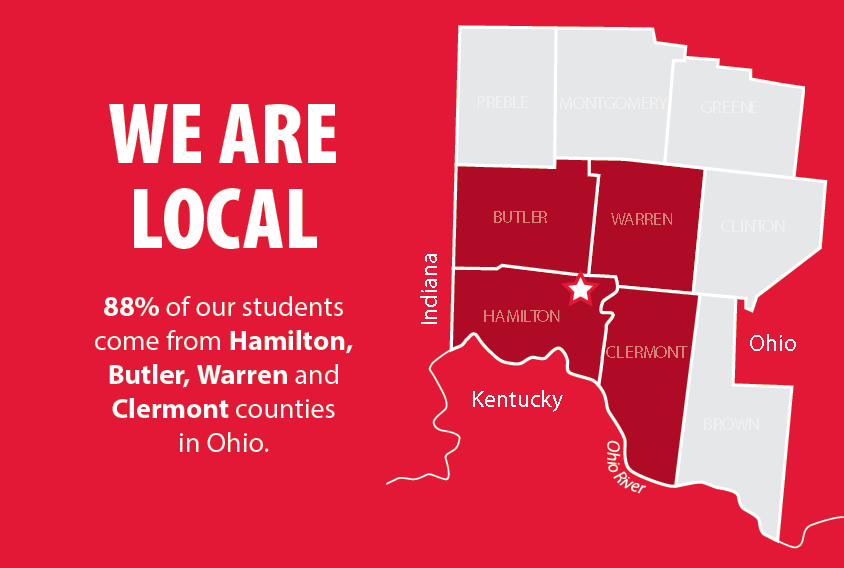 WE ARE
LOCAL
88% of our students
come from Hamilton,
Butler, Warren and
Clermont counties
in Ohio.
PREBLE
MONTGOMERY
GREENE
BUTLER
WARREN
CLINTON
Indiana
HAMILTON
CLERMONT
Ohio
Kentucky
BROWN
Ohio River